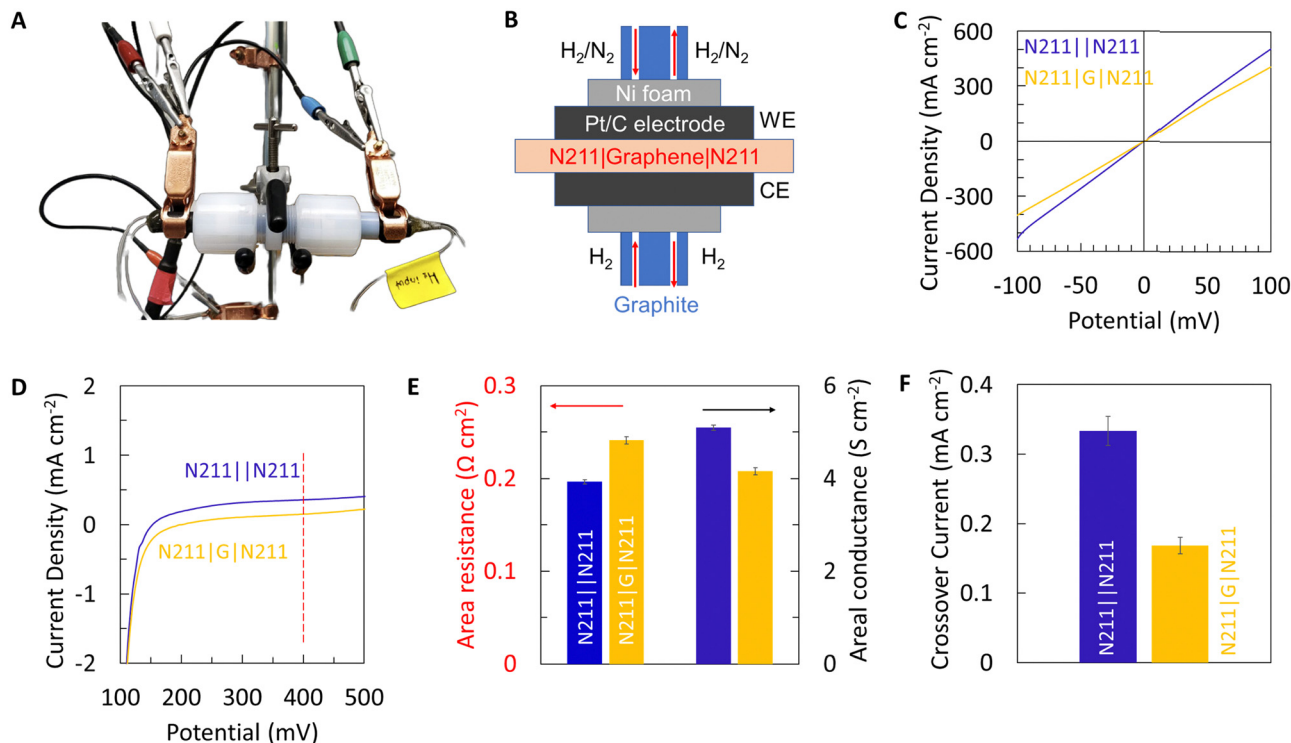 A
H₂ input
B
H₂/N₂
H₂/N₂
Ni foam
Pt/C electrode
WE
N211|Graphene|N211
CE
H₂
H₂
Graphite
C
Current Density (mA cm⁻²)
600
300
0
-300
-600
N211||N211
N211|G|N211
-100
-50
0
50
100
Potential (mV)
D
Current Density (mA cm⁻²)
2
1
0
-1
-2
N211||N211
N211|G|N211
100
200
300
400
500
Potential (mV)
E
Area resistance (Ω cm²)
0.3
0.2
0.1
0
N211||N211
N211|G|N211
6
4
2
0
Areal conductance (S cm⁻²)
F
Crossover Current (mA cm⁻²)
0.4
0.3
0.2
0.1
0
N211||N211
N211|G|N211